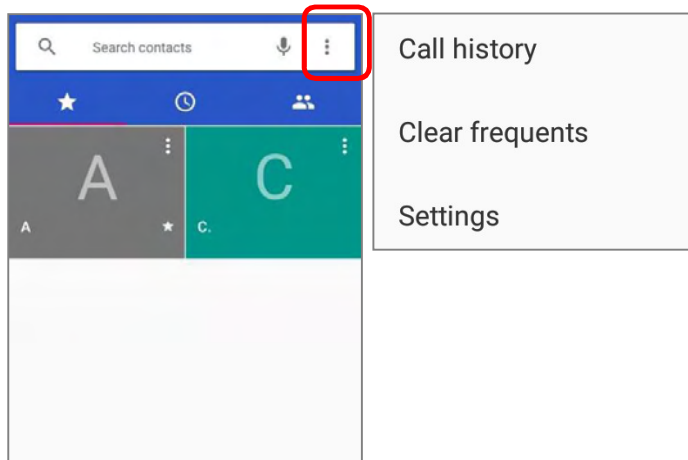 Search contacts
A
C
A
C.
Call history
Clear frequents
Settings